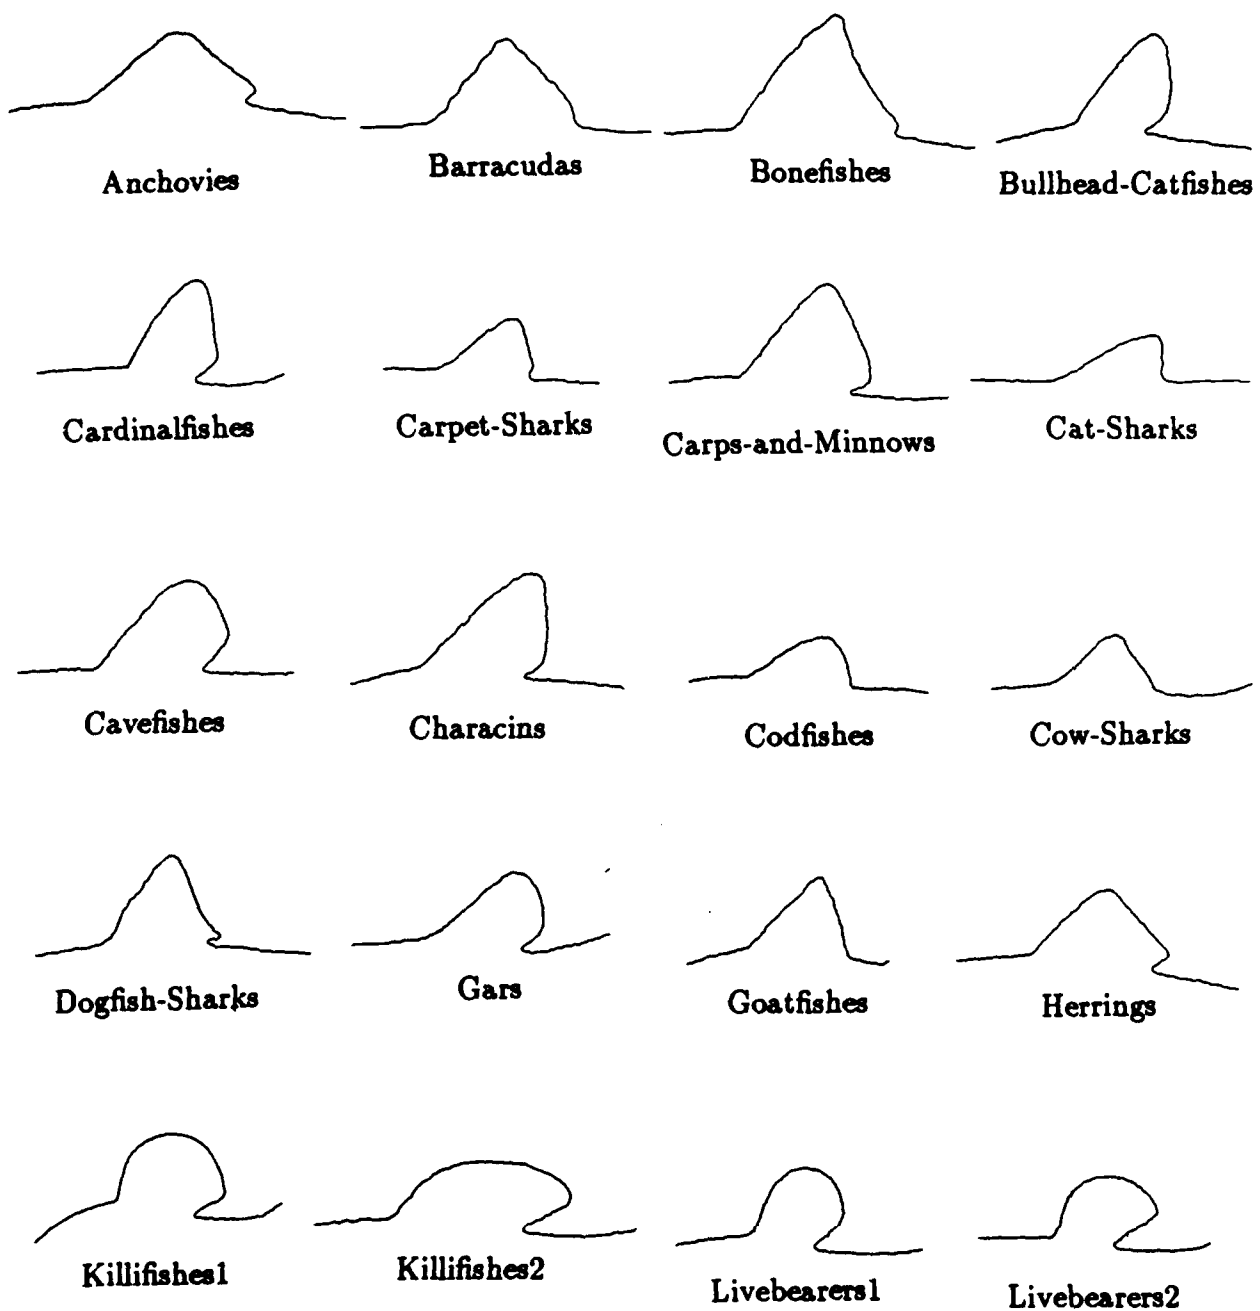 Anchovies
Barracudas
Bonefishes
Bullhead-Catfishes
Cardinalfishes
Carpet-Sharks
Carps-and-Minnows
Cat-Sharks
Cavefishes
Characins
Codfishes
Cow-Sharks
Dogfish-Sharks
Gars
Goatfishes
Herrings
Killifishes1
Killifishes2
Livebearers1
Livebearers2